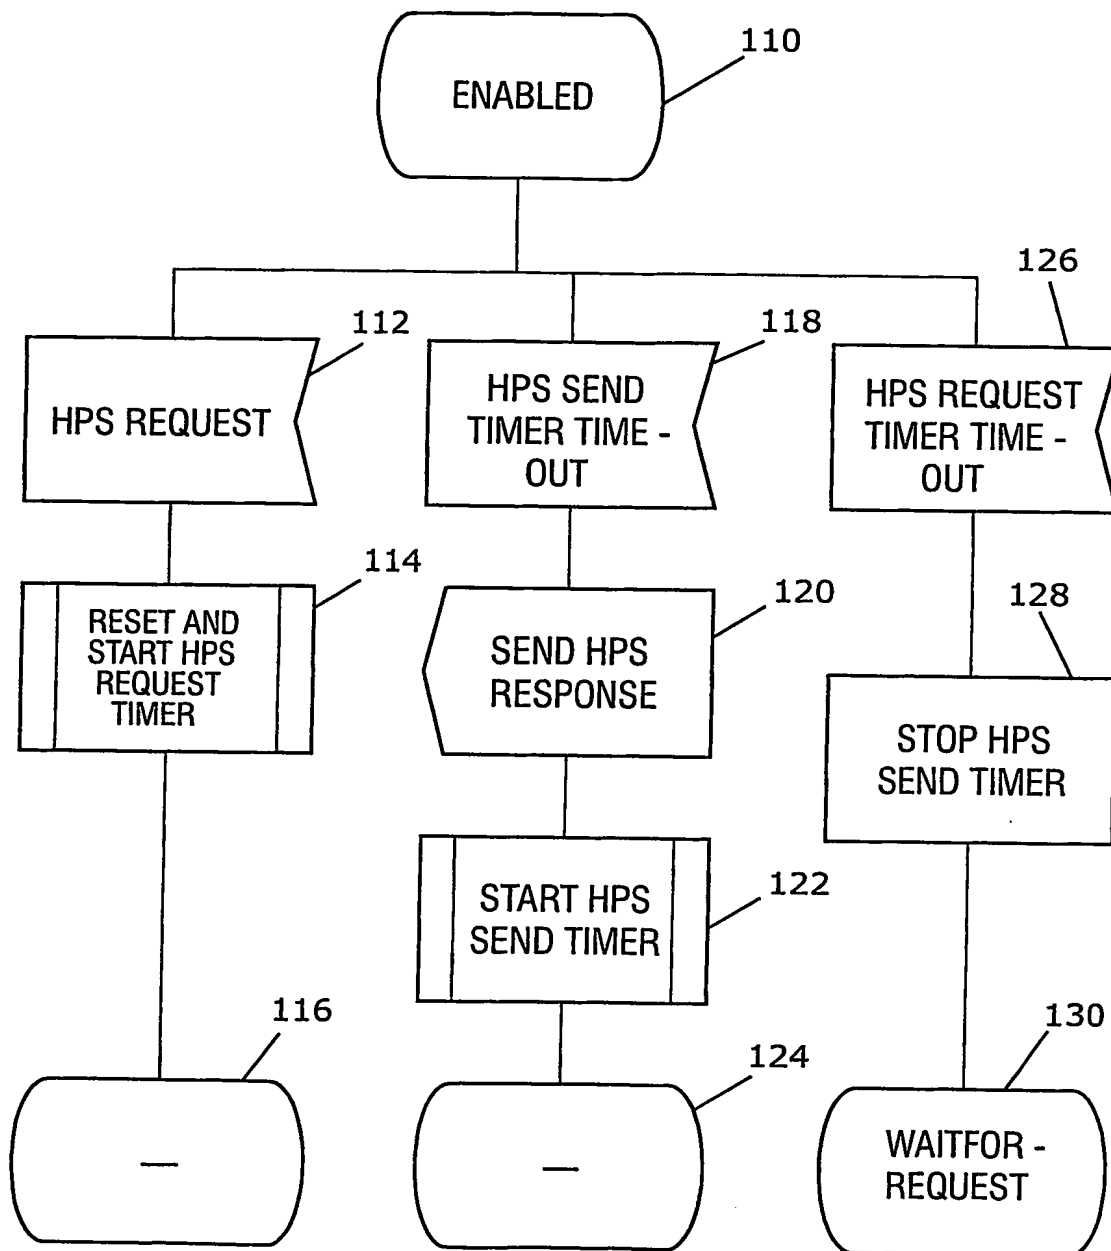 110
ENABLED
126
112
118
HPS REQUEST
HPS SEND
TIMER TIME -
OUT
HPS REQUEST
TIMER TIME -
OUT
114
120
128
RESET AND
START HPS
REQUEST
TIMER
SEND HPS
RESPONSE
STOP HPS
SEND TIMER
122
START HPS
SEND TIMER
116
124
130
—
—
WAITFOR -
REQUEST